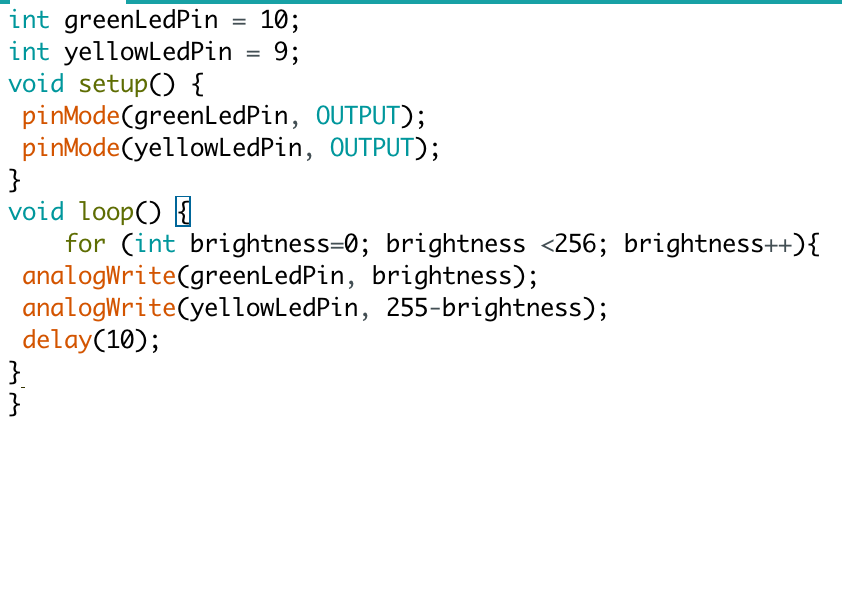 int greenLedPin = 10;
int yellowLedPin = 9;
void setup() {
 pinMode(greenLedPin, OUTPUT);
 pinMode(yellowLedPin, OUTPUT);
}
void loop() {
    for (int brightness=0; brightness <256; brightness++){
 analogWrite(greenLedPin, brightness);
 analogWrite(yellowLedPin, 255-brightness);
 delay(10);
}
}